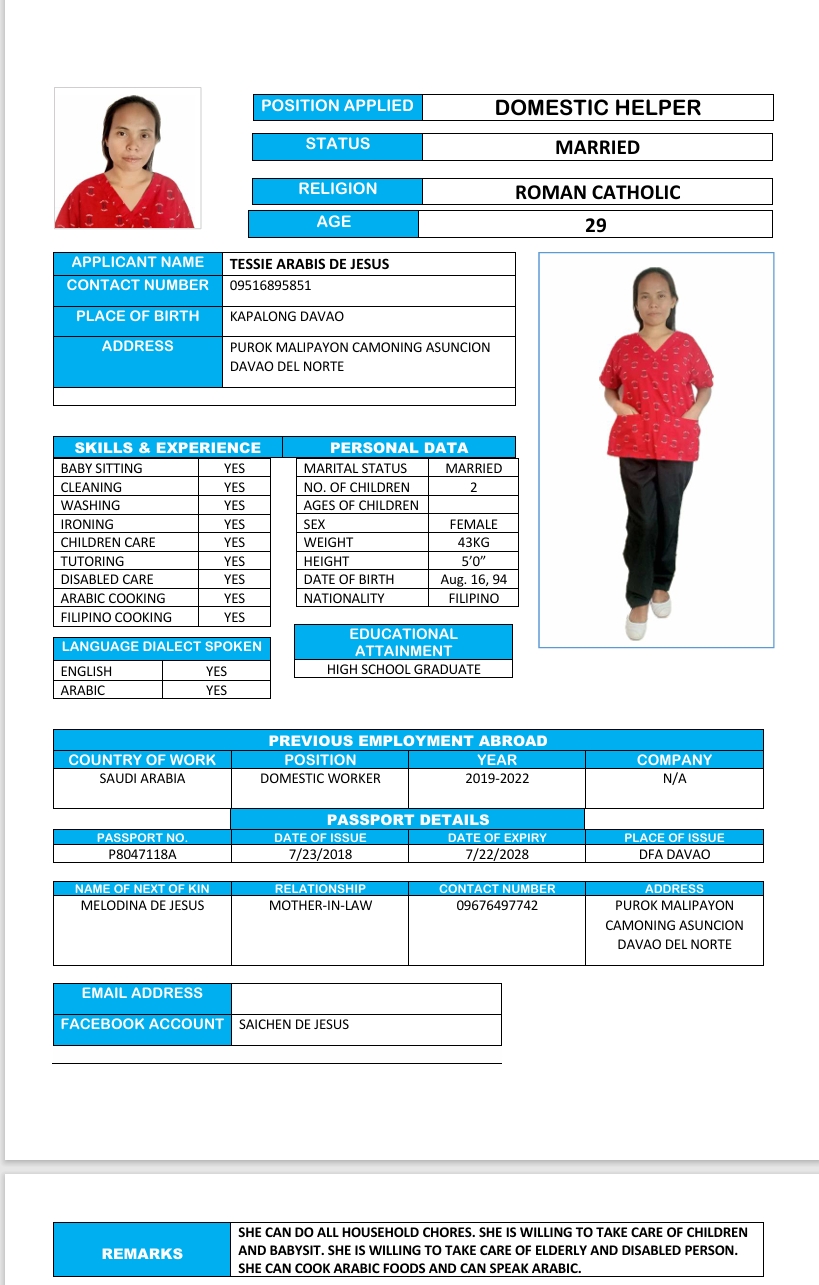 POSITION APPLIED DOMESTIC HELPER
STATUS MARRIED
RELIGION ROMAN CATHOLIC
AGE 29
APPLICANT NAME TESSIE ARABIS DE JESUS
CONTACT NUMBER 09516895851
PLACE OF BIRTH KAPALONG DAVAO
ADDRESS PUROK MALIPAYON CAMONING ASUNCION
DAVAO DEL NORTE
SKILLS & EXPERIENCE
BABY SITTING YES
CLEANING YES
WASHING YES
IRONING YES
CHILDREN CARE YES
TUTORING YES
DISABLED CARE YES
ARABIC COOKING YES
FILIPINO COOKING YES
LANGUAGE DIALECT SPOKEN
ENGLISH YES
ARABIC YES
PERSONAL DATA
MARITAL STATUS MARRIED
NO. OF CHILDREN 2
AGES OF CHILDREN
SEX FEMALE
WEIGHT 43KG
HEIGHT 5’0”
DATE OF BIRTH Aug. 16, 94
NATIONALITY FILIPINO
EDUCATIONAL
ATTAINMENT
HIGH SCHOOL GRADUATE
PREVIOUS EMPLOYMENT ABROAD
COUNTRY OF WORK POSITION YEAR COMPANY
SAUDI ARABIA DOMESTIC WORKER 2019-2022 N/A
PASSPORT DETAILS
PASSPORT NO. DATE OF ISSUE DATE OF EXPIRY PLACE OF ISSUE
P8047118A 7/23/2018 7/22/2028 DFA DAVAO
NAME OF NEXT OF KIN RELATIONSHIP CONTACT NUMBER ADDRESS
MELODINA DE JESUS MOTHER-IN-LAW 09676497742 PUROK MALIPAYON
CAMONING ASUNCION
DAVAO DEL NORTE
EMAIL ADDRESS
FACEBOOK ACCOUNT SAICHEN DE JESUS
REMARKS
SHE CAN DO ALL HOUSEHOLD CHORES. SHE IS WILLING TO TAKE CARE OF CHILDREN
AND BABYSIT. SHE IS WILLING TO TAKE CARE OF ELDERLY AND DISABLED PERSON.
SHE CAN COOK ARABIC FOODS AND CAN SPEAK ARABIC.